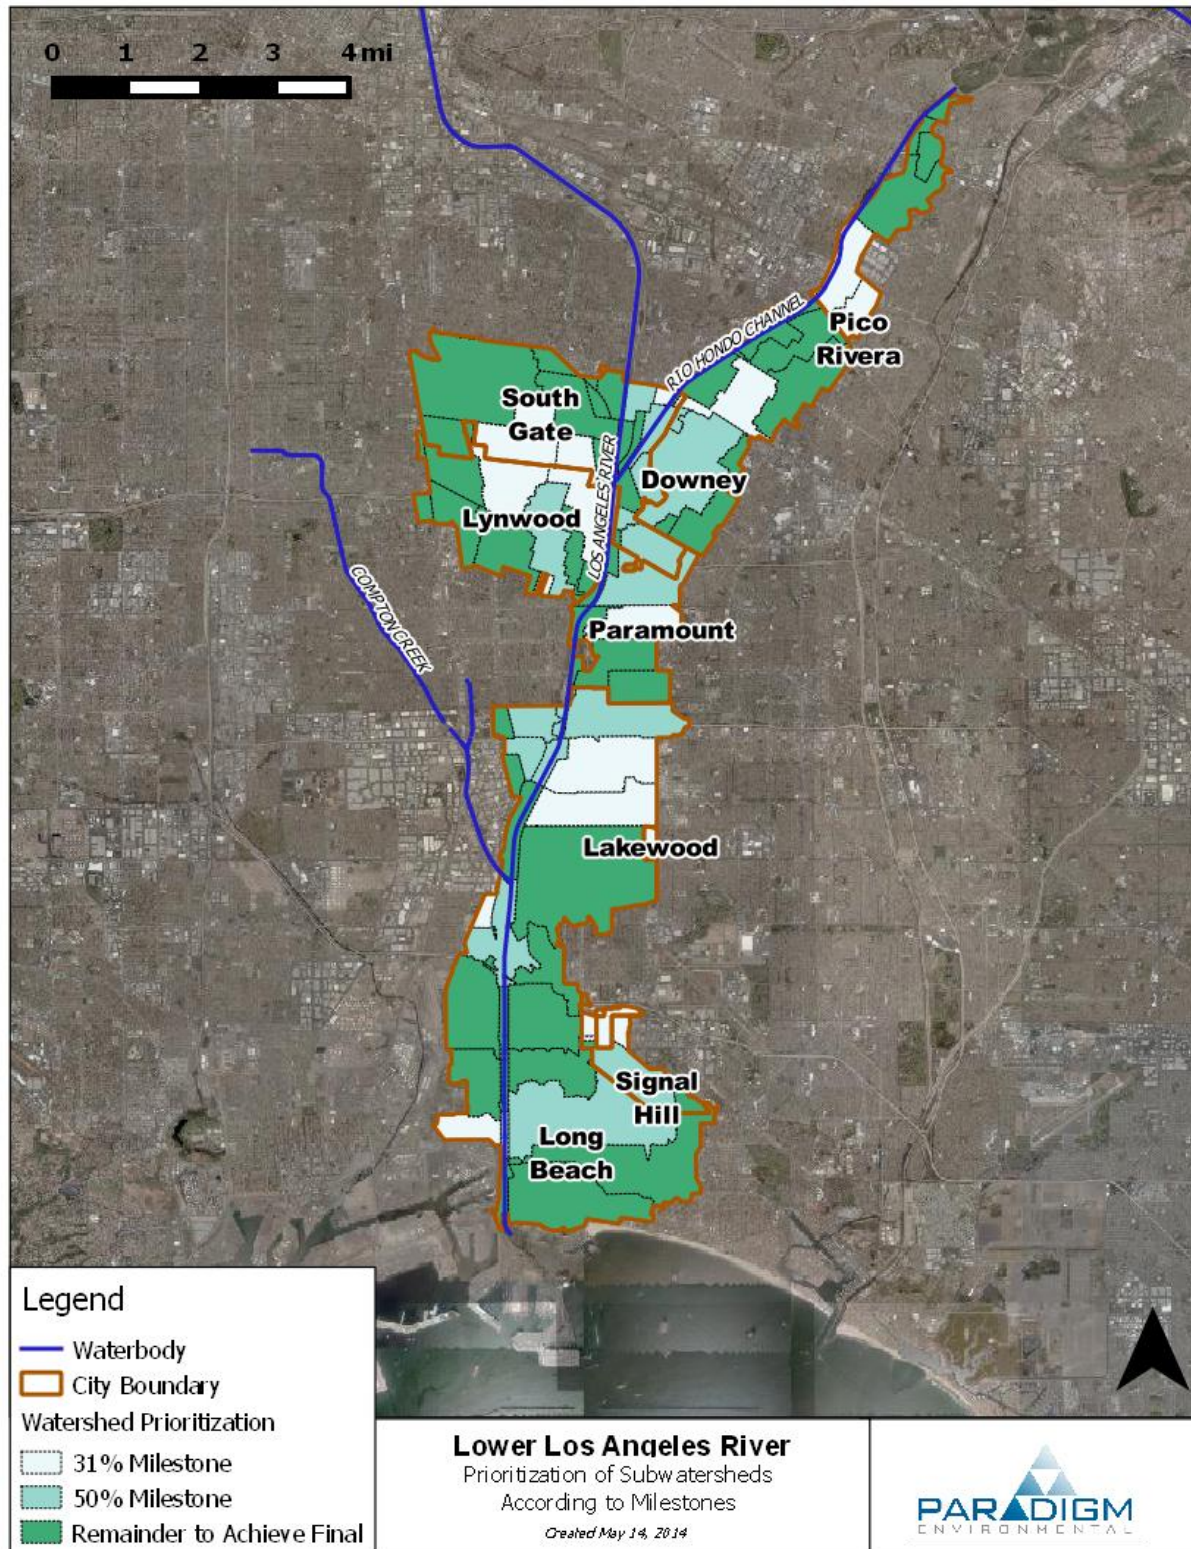 0 1 2 3 4 mi
RIO HONDO CHANNEL
Pico
Rivera
South
Gate
LOS ANGELES RIVER
Downey
Lynwood
COMPTON CREEK
Paramount
Lakewood
Signal
Hill
Long
Beach
Legend
Waterbody
City Boundary
Watershed Prioritization
31% Milestone
50% Milestone
Remainder to Achieve Final
Lower Los Angeles River
Prioritization of Subwatersheds
According to Milestones
Created May 14, 2014
PARADIGM
ENVIRONMENTAL